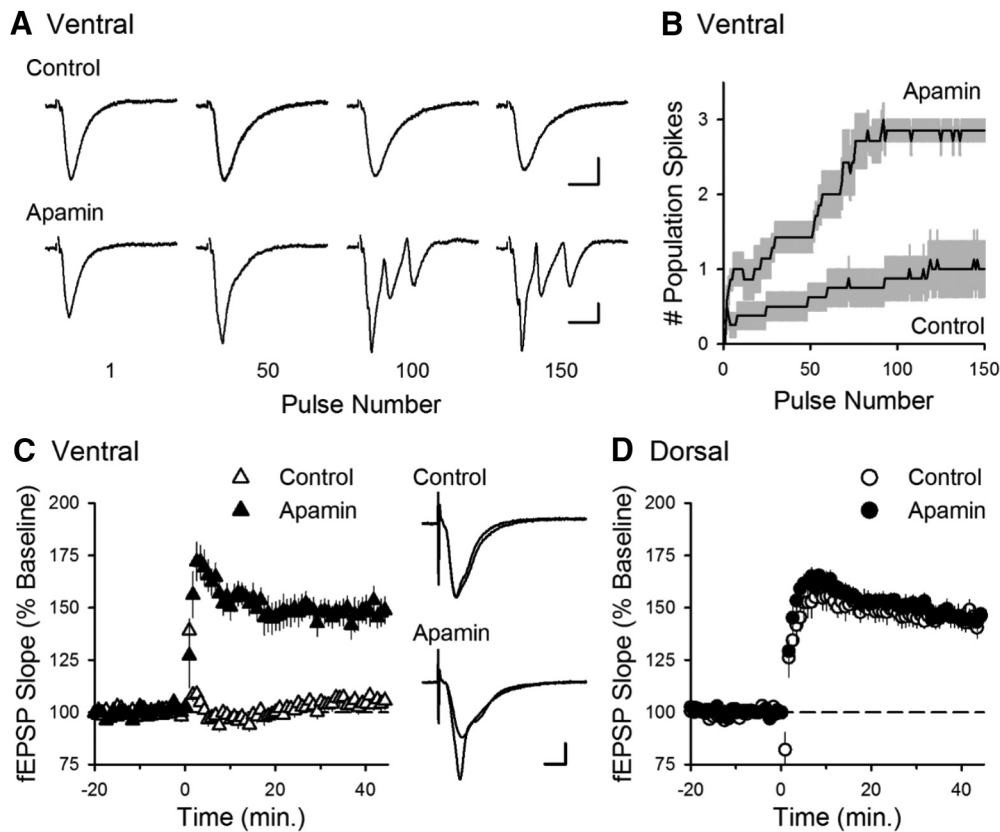 A Ventral
Control
Apamin
1 50 100 150
Pulse Number
B Ventral
# Population Spikes
3
2
1
0
Apamin
Control
0 50 100 150
Pulse Number
C Ventral
Control
Apamin
fEPSP Slope (% Baseline)
200
175
150
125
100
75
-20 0 20 40
Time (min.)
Control
Apamin
D Dorsal
Control
Apamin
fEPSP Slope (% Baseline)
200
175
150
125
100
75
-20 0 20 40
Time (min.)